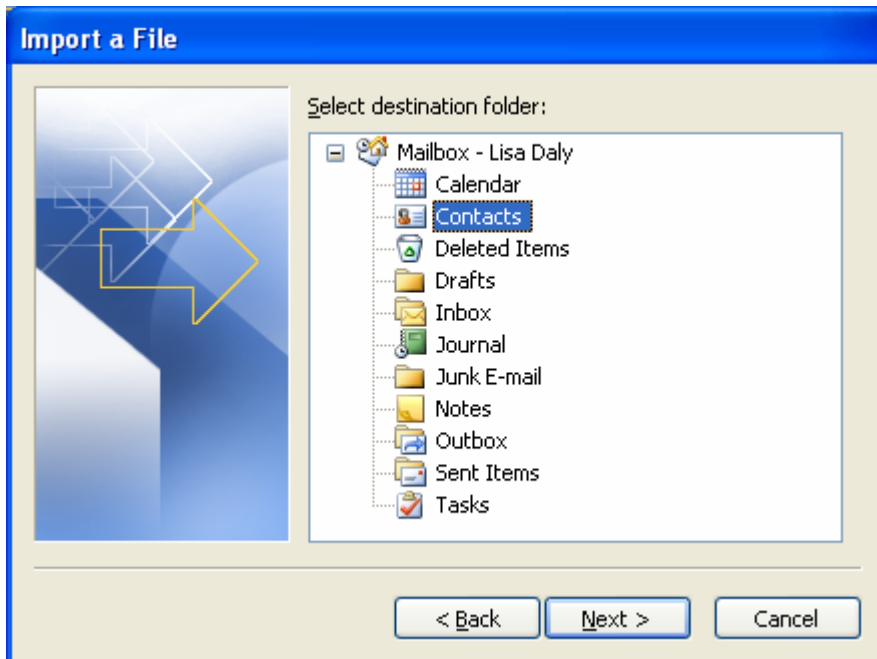 Import a File
Select destination folder:
Mailbox - Lisa Daly
Calendar
Contacts
Deleted Items
Drafts
Inbox
Journal
Junk E-mail
Notes
Outbox
Sent Items
Tasks
< Back Next > Cancel